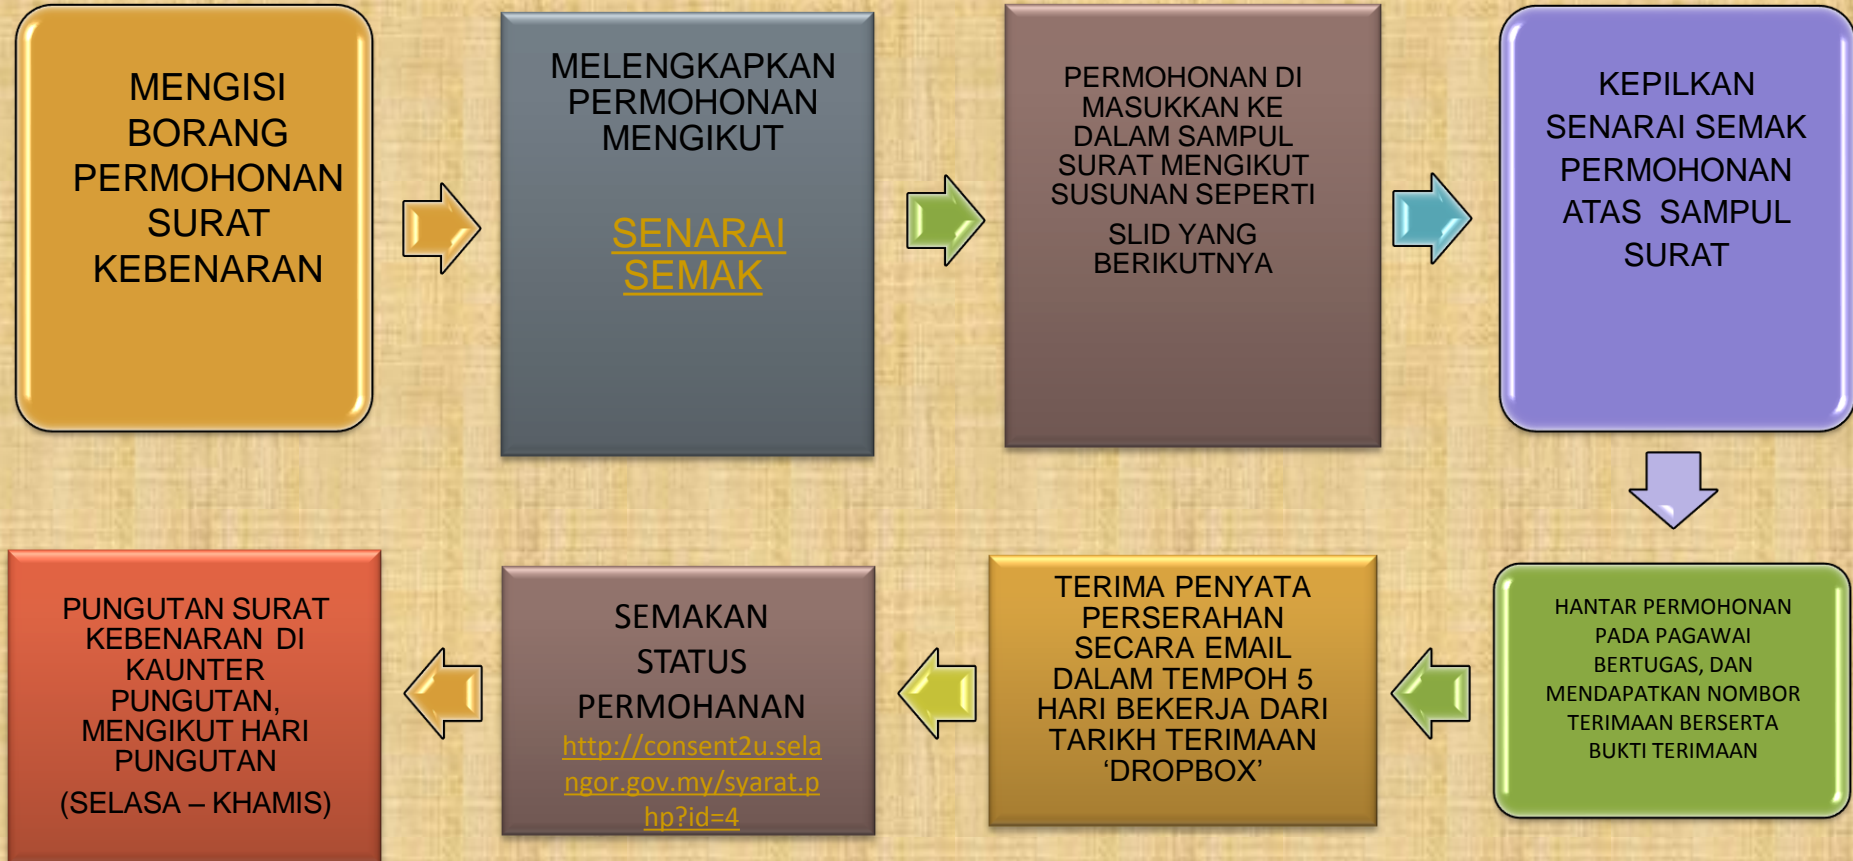 MENGISI
BORANG
PERMOHONAN
SURAT
KEBENARAN
MELENGKAPKAN
PERMOHONAN
MENGIKUT
SENARAI
SEMAK
PERMOHONAN DI
MASUKKAN KE
DALAM SAMPUL
SURAT MENGIKUT
SUSUNAN SEPERTI
SLID YANG
BERIKUTNYA
KEPILKAN
SENARAI SEMAK
PERMOHONAN
ATAS SAMPUL
SURAT
HANTAR PERMOHONAN
PADA PAGAWAI
BERTUGAS, DAN
MENDAPATKAN NOMBOR
TERIMAAN BERSERTA
BUKTI TERIMAAN
TERIMA PENYATA
PERSERAHAN
SECARA EMAIL
DALAM TEMPOH 5
HARI BEKERJA DARI
TARIKH TERIMAAN
‘DROPBOX’
SEMAKAN
STATUS
PERMOHANAN
http://consent2u.sela
ngor.gov.my/syarat.p
hp?id=4
PUNGUTAN SURAT
KEBENARAN DI
KAUNTER
PUNGUTAN,
MENGIKUT HARI
PUNGUTAN
(SELASA – KHAMIS)